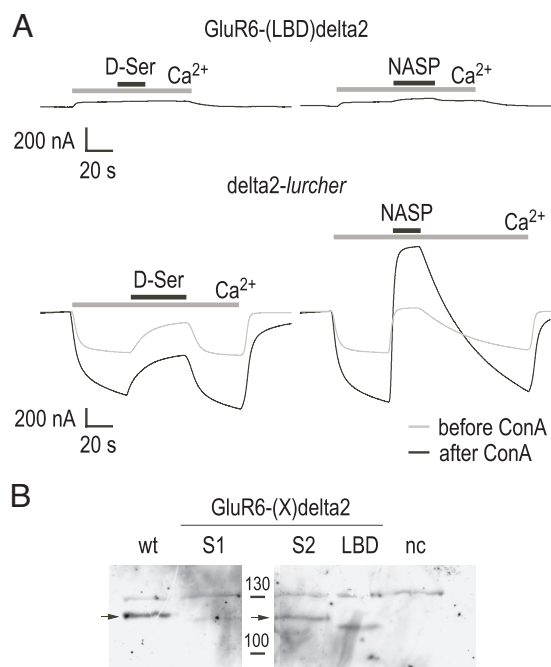 A
GluR6-(LBD)delta2
D-Ser
Ca2+
NASP
Ca2+
200 nA
20 s
delta2-lurcher
NASP
Ca2+
D-Ser
Ca2+
200 nA
20 s
before ConA
after ConA
B
GluR6-(X)delta2
wt S1 S2 LBD nc
130
100